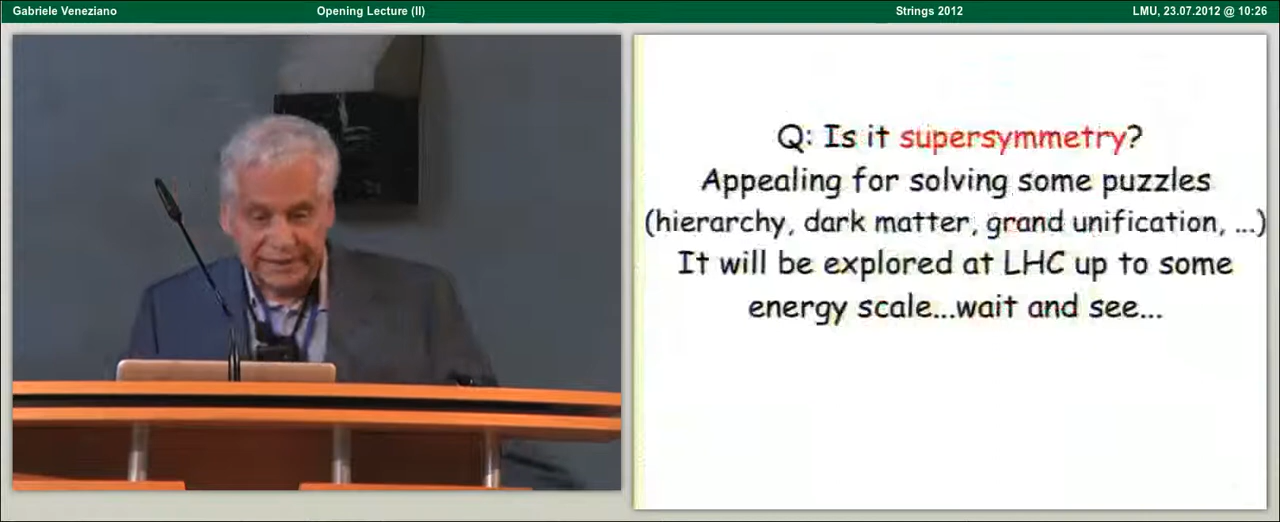 Gabriele Veneziano Opening Lecture (II) Strings 2012 LMU, 23.07.2012 @ 10:26
Q: Is it supersymmetry?
Appealing for solving some puzzles
(hierarchy, dark matter, grand unification, ...)
It will be explored at LHC up to some
energy scale...wait and see...